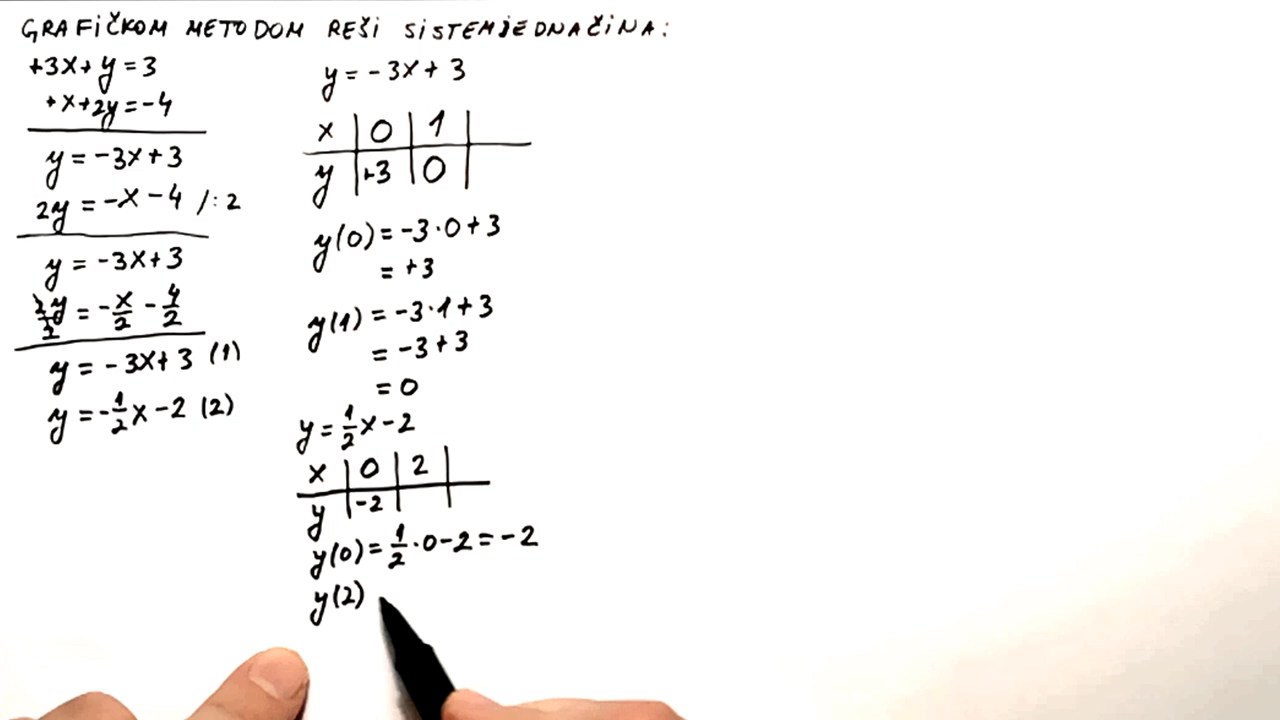 GRAFIČKOM METODOM REŠI SISTEM JEDNAČINA:
+3x+y=3
+x+2y=-4
y=-3x+3
2y=-x-4 /:2
y=-3x+3
2y/2=-x/2-4/2
y=-3x+3 (1)
y=-1/2x-2 (2)
y=-3x+3
x | 0 | 1 |
y | +3 | 0 |
y(0)=-3·0+3
=+3
y(1)=-3·1+3
=-3+3
=0
y=1/2x-2
x | 0 | 2 |
y | -2 | |
y(0)=1/2·0-2=-2
y(2)